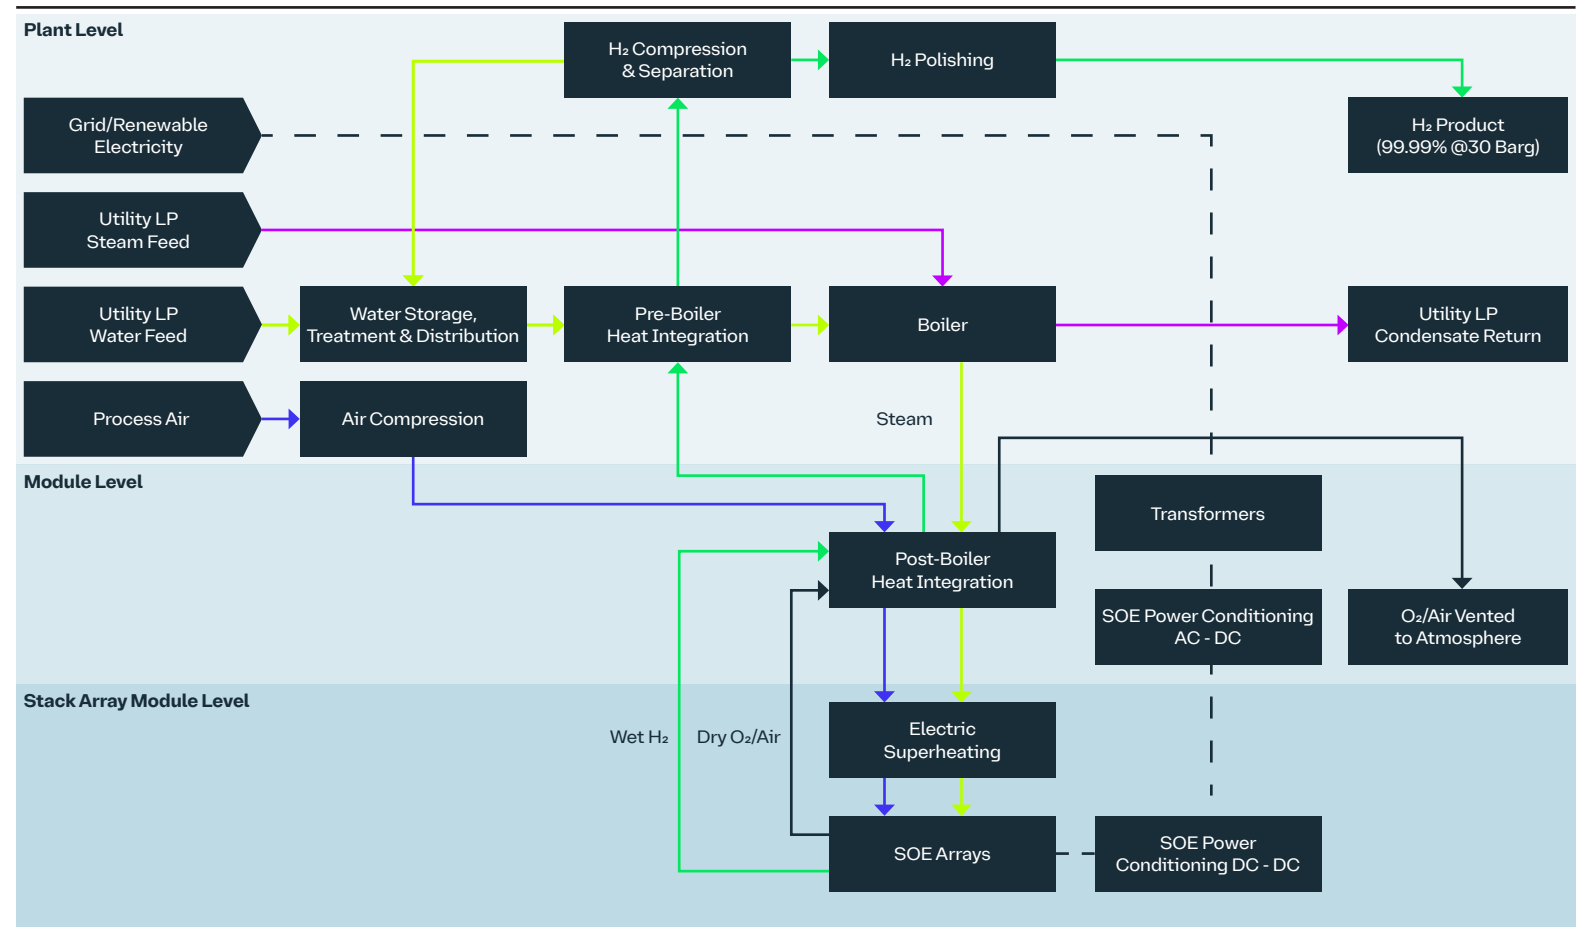 Plant Level
H₂ Compression
& Separation
H₂ Polishing
Grid/Renewable
Electricity
H₂ Product
(99.99% @30 Barg)
Utility LP
Steam Feed
Utility LP
Water Feed
Water Storage,
Treatment & Distribution
Pre-Boiler
Heat Integration
Boiler
Utility LP
Condensate Return
Process Air
Air Compression
Steam
Module Level
Transformers
Post-Boiler
Heat Integration
SOE Power Conditioning
AC - DC
O₂/Air Vented
to Atmosphere
Stack Array Module Level
Wet H₂
Dry O₂/Air
Electric
Superheating
SOE Arrays
SOE Power
Conditioning DC - DC